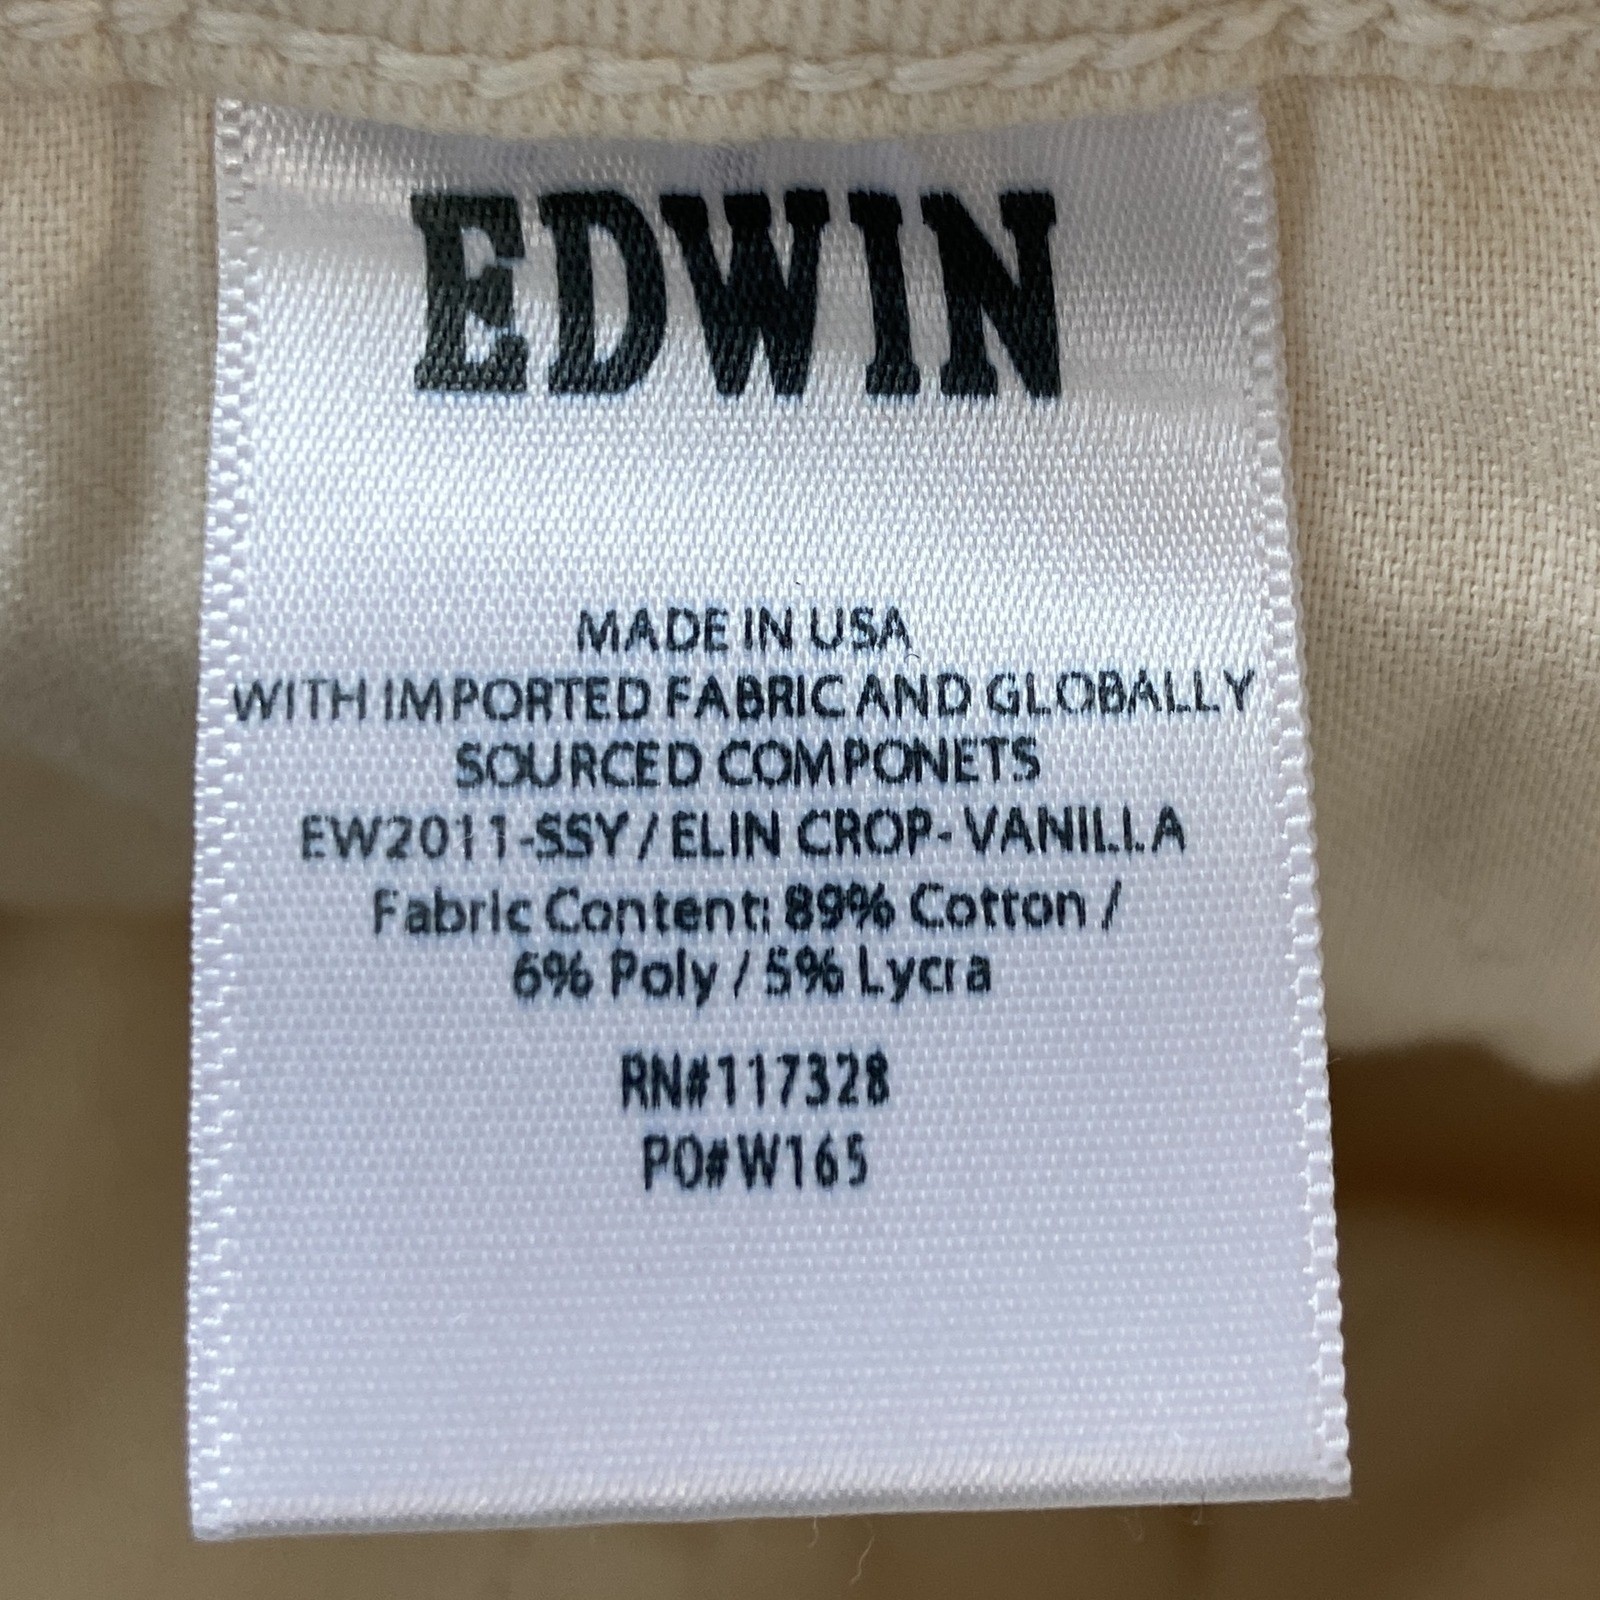 EDWIN
MADE IN USA
WITH IMPORTED FABRIC AND GLOBALLY
SOURCED COMPONETS
EW2011-SSY / ELIN CROP- VANILLA
Fabric Content: 89% Cotton /
6% Poly / 5% Lycra
RN#117328
PO#W165